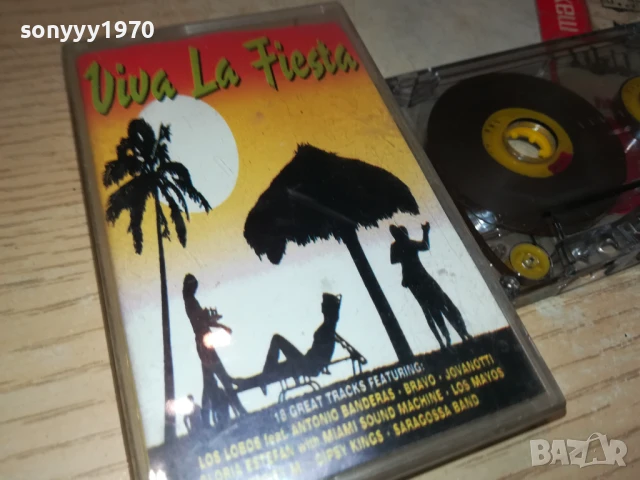 sonyyy1970
Viva La Fiesta
18 GREAT TRACKS FEATURING:
LOS LOBOS feat. ANTONIO BANDERAS · BRAVO · JOVANOTTI
GLORIA ESTEFAN with MIAMI SOUND MACHINE · LOS MAYOS
M · GIPSY KINGS · SARAGOSSA BAND
BAZAR